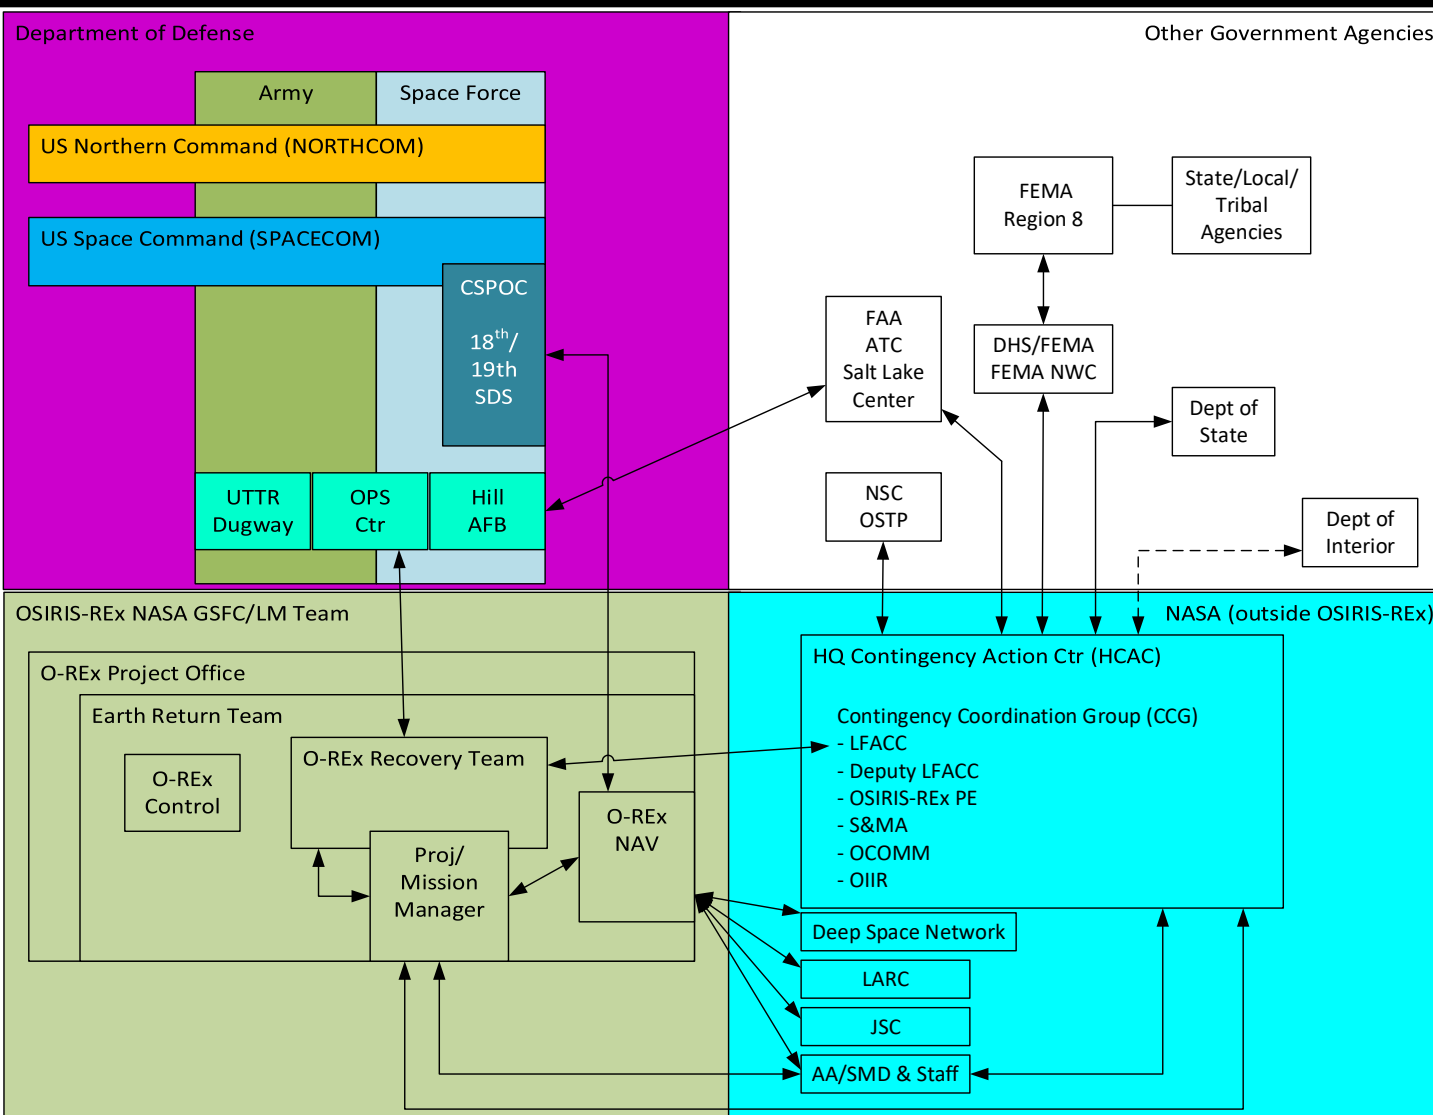 Department of Defense
Other Government Agencies
Army
Space Force
US Northern Command (NORTHCOM)
US Space Command (SPACECOM)
CSPOC
18th/
19th
SDS
UTTR
Dugway
OPS
Ctr
Hill
AFB
FEMA
Region 8
State/Local/
Tribal
Agencies
FAA
ATC
Salt Lake
Center
DHS/FEMA
FEMA NWC
Dept of
State
NSC
OSTP
Dept of
Interior
OSIRIS-REx NASA GSFC/LM Team
O-REx Project Office
Earth Return Team
O-REx
Control
O-REx Recovery Team
Proj/
Mission
Manager
O-REx
NAV
NASA (outside OSIRIS-REx)
HQ Contingency Action Ctr (HCAC)
Contingency Coordination Group (CCG)
- LFACC
- Deputy LFACC
- OSIRIS-REx PE
- S&MA
- OCOMM
- OIIR
Deep Space Network
LARC
JSC
AA/SMD & Staff